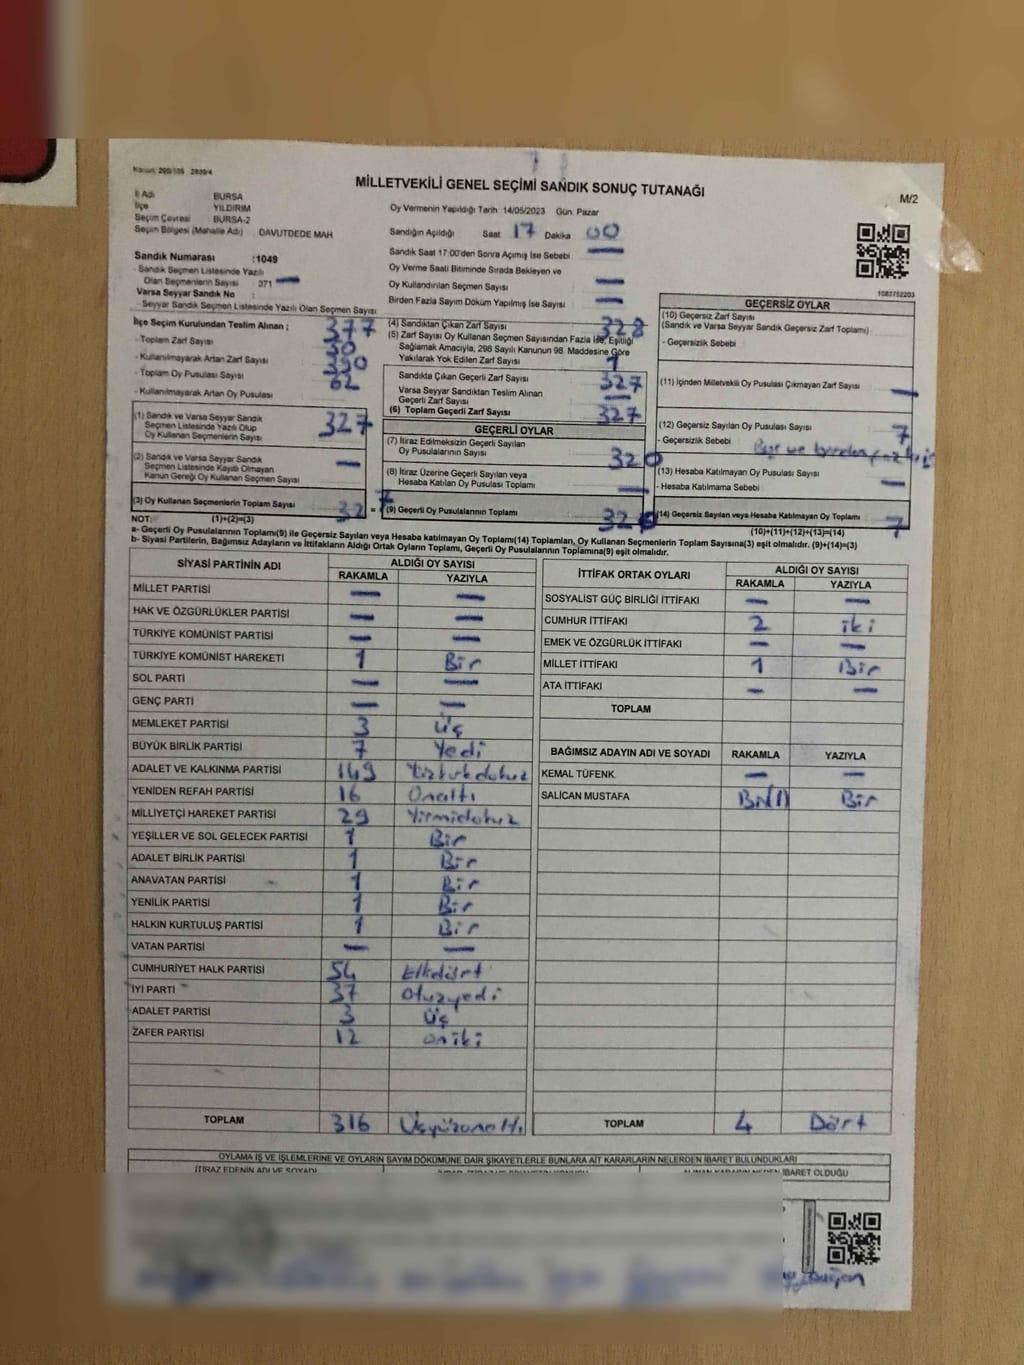 Kanun: 290/105 2839/4
MİLLETVEKİLİ GENEL SEÇİMİ SANDIK SONUÇ TUTANAĞI
M/2
İl Adı BURSA
İlçe YILDIRIM
Seçim Çevresi BURSA-2
Seçim Bölgesi (Mahalle Adı) DAVUTDEDE MAH
Oy Vermenin Yapıldığı Tarih 14/05/2023 Gün. Pazar
Sandığın Açıldığı Saat 17 Dakika 00
Sandık Saat 17:00'den Sonra Açımış İse Sebebi —
Oy Verme Saati Bitiminde Sırada Bekleyen ve
Oy Kullandırılan Seçmen Sayısı —
Birden Fazla Sayım Döküm Yapılmış İse Sayısı —
1083752203
Sandık Numarası :1049
- Sandık Seçmen Listesinde Yazılı
Olan Seçmenlerin Sayısı 371 —
Varsa Seyyar Sandık No :
- Seyyar Sandık Seçmen Listesinde Yazılı Olan Seçmen Sayısı
İlçe Seçim Kurulundan Teslim Alınan ;
- Toplam Zarf Sayısı 377
- Kullanılmayarak Artan Zarf Sayısı 50
- Toplam Oy Pusulası Sayısı 390
- Kullanılmayarak Artan Oy Pusulası 62
(1) Sandık ve Varsa Seyyar Sandık
Seçmen Listesinde Yazılı Olup
Oy Kullanan Seçmenlerin Sayısı 327
(2) Sandık ve Varsa Seyyar Sandık
Seçmen Listesinde Kayıtlı Olmayan
Kanun Gereği Oy Kullanan Seçmen Sayısı —
(3) Oy Kullanan Seçmenlerin Toplam Sayısı 327 =
(4) Sandıktan Çıkan Zarf Sayısı 328
(5) Zarf Sayısı Oy Kullanan Seçmen Sayısından Fazla İse, Eşitliği
Sağlamak Amacıyla, 298 Sayılı Kanunun 98. Maddesine Göre
Yakılarak Yok Edilen Zarf Sayısı 1
Sandıkta Çıkan Geçerli Zarf Sayısı 327
Varsa Seyyar Sandıktan Teslim Alınan
Geçerli Zarf Sayısı —
(6) Toplam Geçerli Zarf Sayısı 327
GEÇERLİ OYLAR
(7) İtiraz Edilmeksizin Geçerli Sayılan
Oy Pusulalarının Sayısı 320
(8) İtiraz Üzerine Geçerli Sayılan veya
Hesaba Katılan Oy Pusulası Toplamı —
(9) Geçerli Oy Pusulalarının Toplamı 320
GEÇERSİZ OYLAR
(10) Geçersiz Zarf Sayısı
(Sandık ve Varsa Seyyar Sandık Geçersiz Zarf Toplamı)
- Geçersizlik Sebebi
(11) İçinden Milletvekili Oy Pusulası Çıkmayan Zarf Sayısı —
(12) Geçersiz Sayılan Oy Pusulası Sayısı 7
- Geçersizlik Sebebi
(13) Hesaba Katılmayan Oy Pusulası Sayısı —
- Hesaba Katılmama Sebebi
(14) Geçersiz Sayılan veya Hesaba Katılmayan Oy Toplamı 7
NOT: (1)+(2)=(3) (10)+(11)+(12)+(13)=(14)
a- Geçerli Oy Pusulalarının Toplamı(9) ile Geçersiz Sayılan veya Hesaba katılmayan Oy Toplamı(14) Toplamları, Oy Kullanan Seçmenlerin Toplam Sayısına(3) eşit olmalıdır. (9)+(14)=(3)
b- Siyasi Partilerin, Bağımsız Adayların ve İttifakların Aldığı Ortak Oyların Toplamı, Geçerli Oy Pusulalarının Toplamına(9) eşit olmalıdır.
SİYASİ PARTİNİN ADI ALDIĞI OY SAYISI
RAKAMLA YAZIYLA
MİLLET PARTİSİ — —
HAK VE ÖZGÜRLÜKLER PARTİSİ — —
TÜRKİYE KOMÜNİST PARTİSİ — —
TÜRKİYE KOMÜNİST HAREKETİ 1 Bir
SOL PARTİ — —
GENÇ PARTİ — —
MEMLEKET PARTİSİ 3 Üç
BÜYÜK BİRLİK PARTİSİ 7 Yedi
ADALET VE KALKINMA PARTİSİ 149 Yüzkırkdokuz
YENİDEN REFAH PARTİSİ 16 Onaltı
MİLLİYETÇİ HAREKET PARTİSİ 29 Yirmidokuz
YEŞİLLER VE SOL GELECEK PARTİSİ 1 Bir
ADALET BİRLİK PARTİSİ 1 Bir
ANAVATAN PARTİSİ 1 Bir
YENİLİK PARTİSİ 1 Bir
HALKIN KURTULUŞ PARTİSİ 1 Bir
VATAN PARTİSİ — —
CUMHURİYET HALK PARTİSİ 54 Ellidört
İYİ PARTİ 37 Otuzyedi
ADALET PARTİSİ 3 Üç
ZAFER PARTİSİ 12 oniki
TOPLAM 316 Üçyüzonaltı
İTTİFAK ORTAK OYLARI ALDIĞI OY SAYISI
RAKAMLA YAZIYLA
SOSYALİST GÜÇ BİRLİĞİ İTTİFAKI — —
CUMHUR İTTİFAKI 2 iki
EMEK VE ÖZGÜRLÜK İTTİFAKI — —
MİLLET İTTİFAKI 1 Bir
ATA İTTİFAKI — —
TOPLAM
BAĞIMSIZ ADAYIN ADI VE SOYADI RAKAMLA YAZIYLA
KEMAL TÜFENK — —
SALİCAN MUSTAFA Bir(1) Bir
TOPLAM 4 Dört
OYLAMA İŞ VE İŞLEMLERİNE VE OYLARIN SAYIM DÖKÜMÜNE DAİR ŞİKAYETLERLE BUNLARA AİT KARARLARIN NELERDEN İBARET BULUNDUKLARI
İTİRAZ EDENİN ADI VE SOYADI
İBARET OLDUĞU